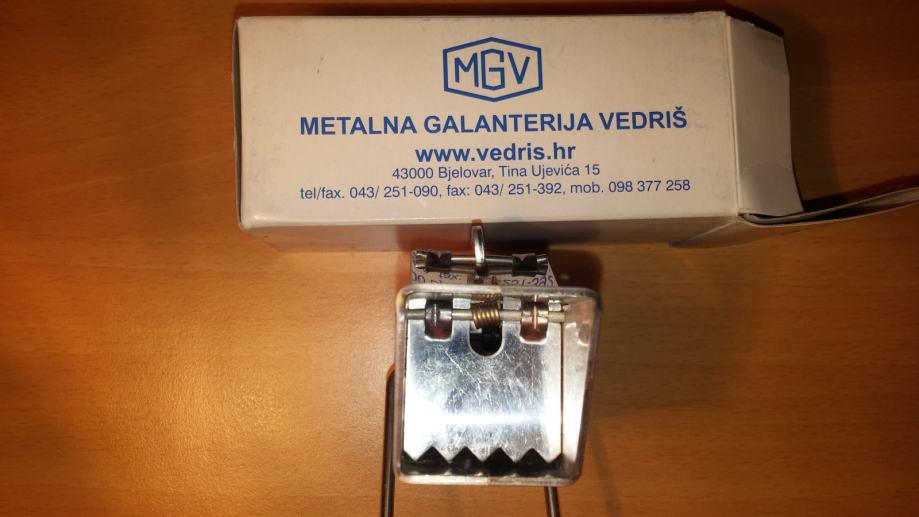 MGV
METALNA GALANTERIJA VEDRIŠ
www.vedris.hr
43000 Bjelovar, Tina Ujevića 15
tel/fax. 043/ 251-090, fax: 043/ 251-392, mob. 098 377 258